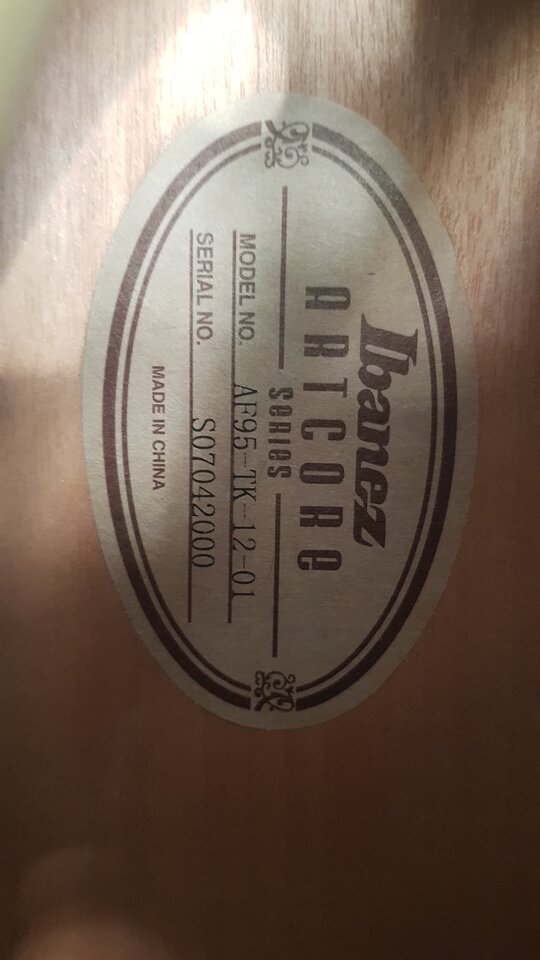 Ibanez
ARTCORE
SERIES
MODEL NO. AF95-TK-12-01
SERIAL NO. S07042000
MADE IN CHINA